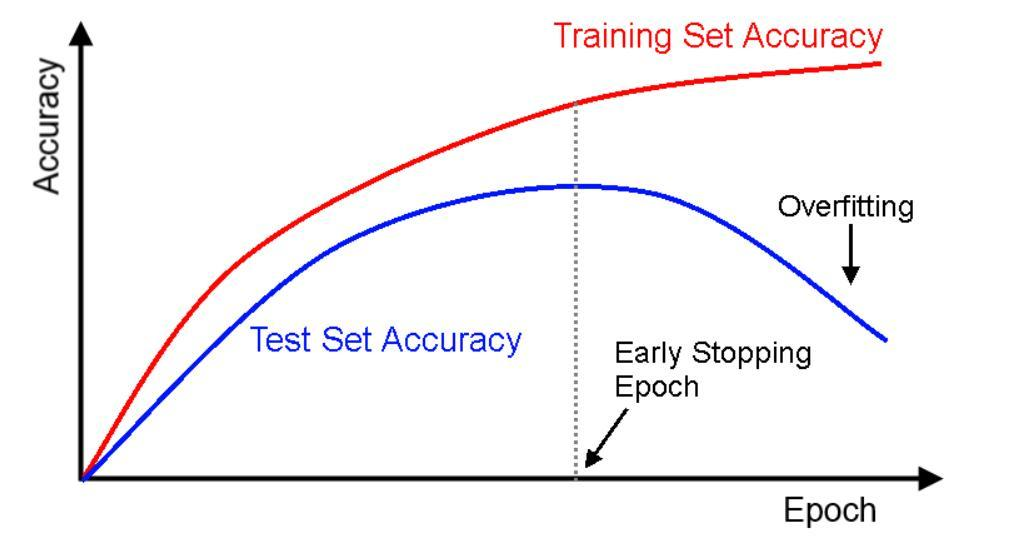 Training Set Accuracy
Accuracy
Overfitting
Test Set Accuracy
Early Stopping
Epoch
Epoch